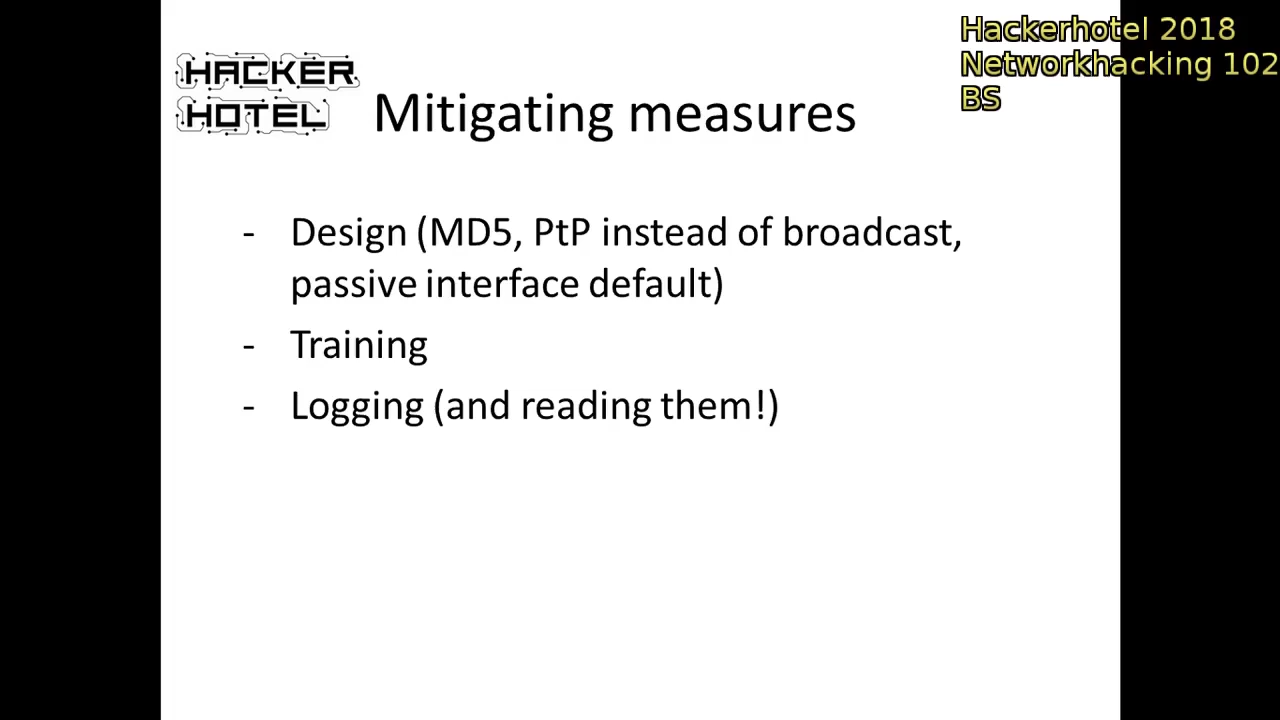 Hackerhotel 2018
Networkhacking 102
BS
HACKER
HOTEL
Mitigating measures
- Design (MD5, PtP instead of broadcast,
passive interface default)
- Training
- Logging (and reading them!)